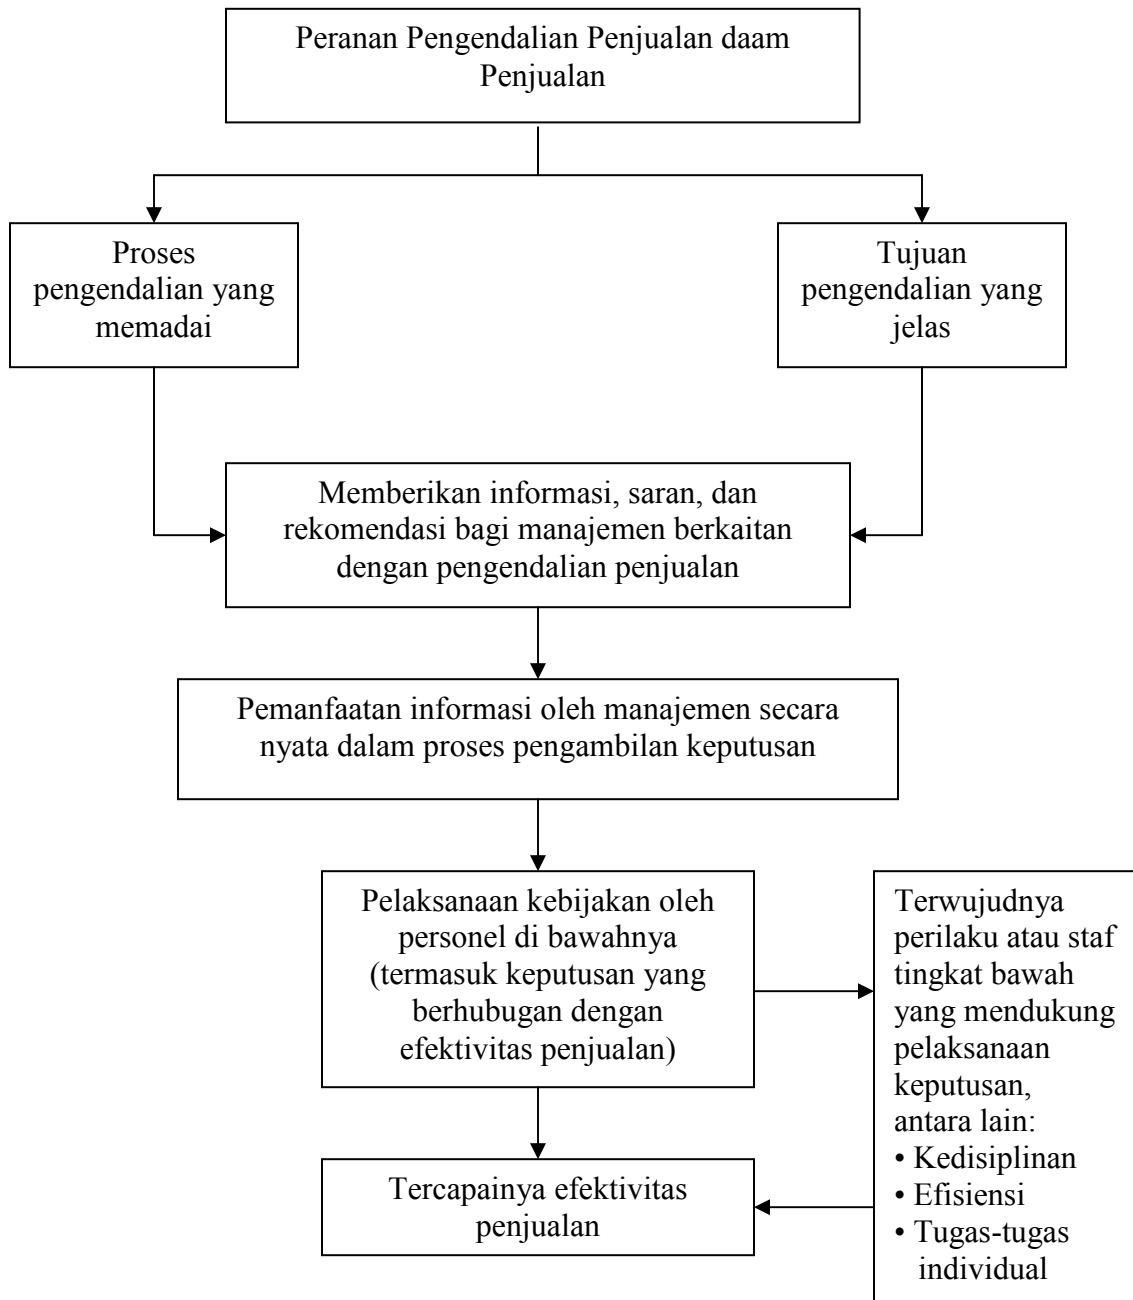 Peranan Pengendalian Penjualan daam
Penjualan
Proses
pengendalian yang
memadai
Tujuan
pengendalian yang
jelas
Memberikan informasi, saran, dan
rekomendasi bagi manajemen berkaitan
dengan pengendalian penjualan
Pemanfaatan informasi oleh manajemen secara
nyata dalam proses pengambilan keputusan
Pelaksanaan kebijakan oleh
personel di bawahnya
(termasuk keputusan yang
berhubugan dengan
efektivitas penjualan)
Terwujudnya
perilaku atau staf
tingkat bawah
yang mendukung
pelaksanaan
keputusan,
antara lain:
• Kedisiplinan
• Efisiensi
• Tugas-tugas
individual
Tercapainya efektivitas
penjualan